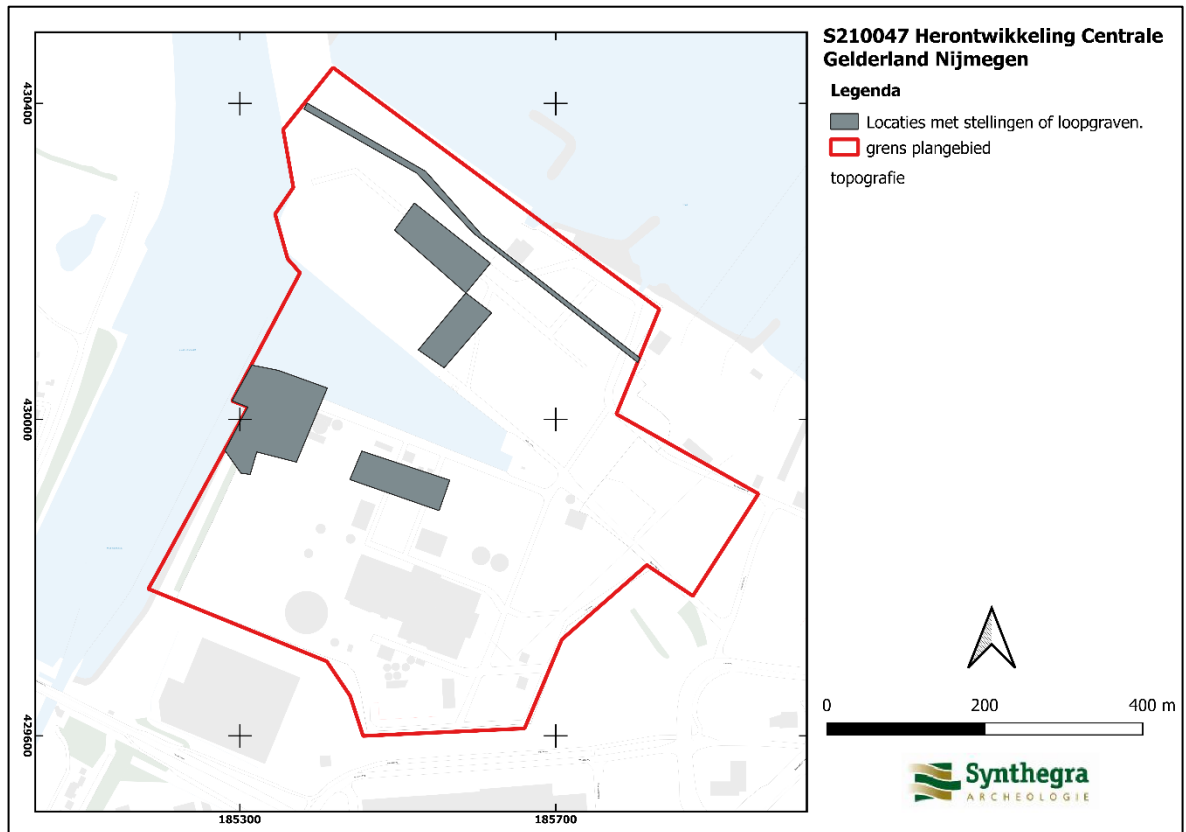 S210047 Herontwikkeling Centrale
Gelderland Nijmegen
Legenda
Locaties met stellingen of loopgraven.
grens plangebied
topografie
430400
430000
429600
185300
185700
0
200
400 m
Synthegra
ARCHEOLOGIE